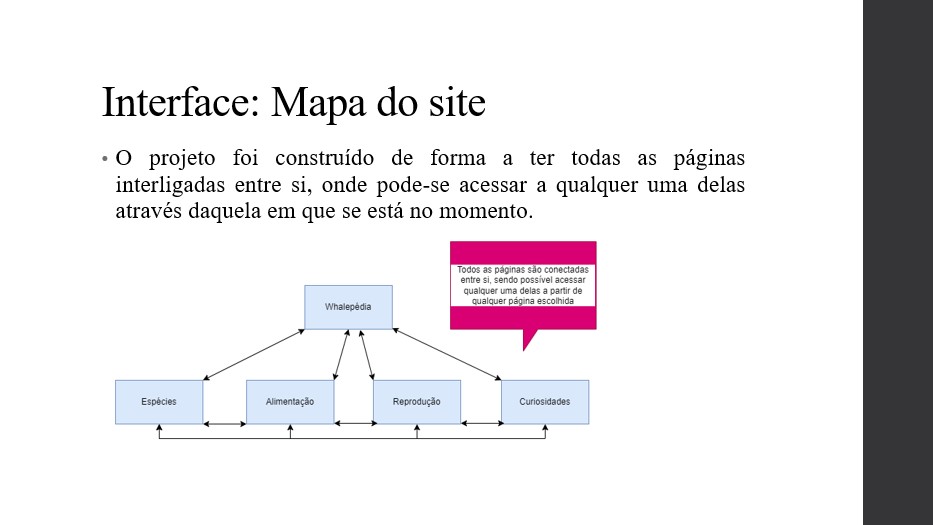 Interface: Mapa do site
• O projeto foi construído de forma a ter todas as páginas
interligadas entre si, onde pode-se acessar a qualquer uma delas
através daquela em que se está no momento.
Todos as páginas são conectadas
entre si, sendo possível acessar
qualquer uma delas a partir de
qualquer página escolhida
Whalepédia
Espécies
Alimentação
Reprodução
Curiosidades